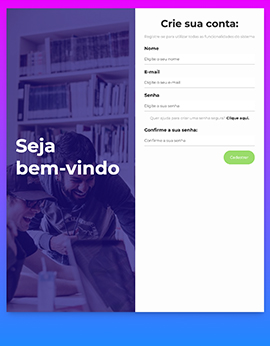 Seja
bem-vindo
Crie sua conta:
Registre-se para utilizar todas as funcionalidades do sistema
Nome
Digite o seu nome
E-mail
Digite o seu e-mail
Senha
Digite a sua senha
Quer ajuda para criar uma senha segura? Clique aqui.
Confirme a sua senha:
Confirme a sua senha
Cadastrar